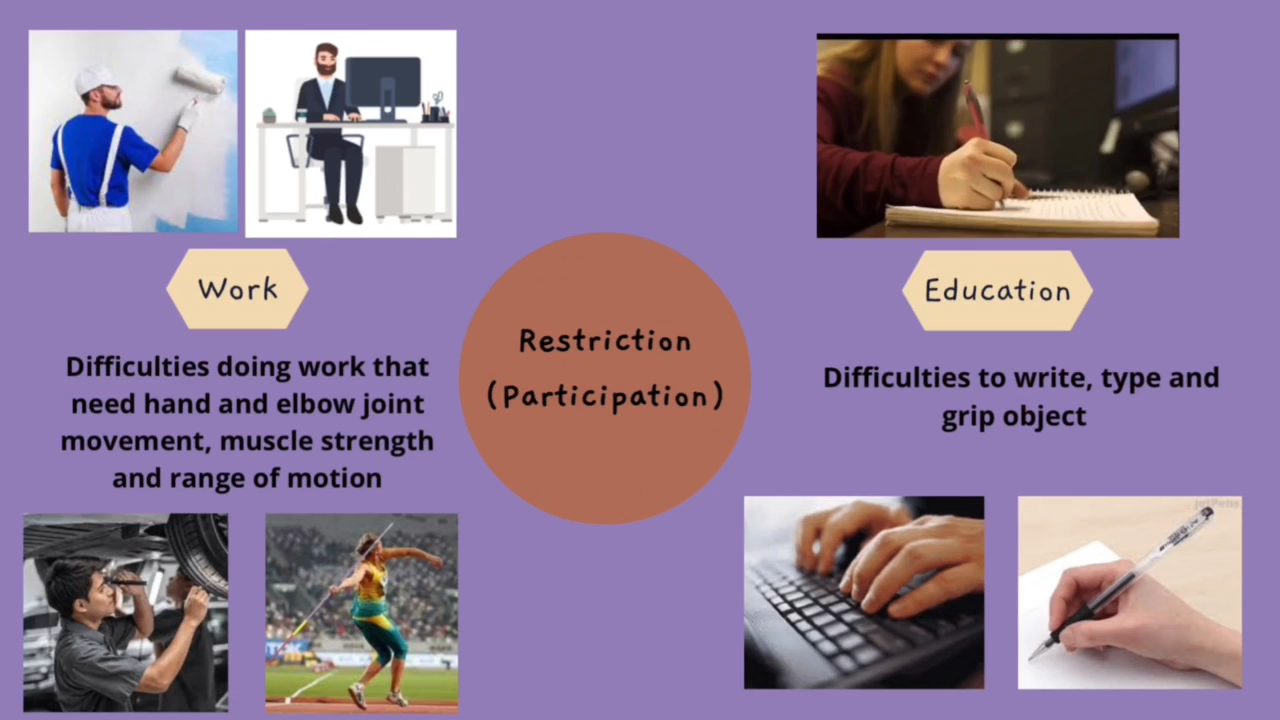 Work
Difficulties doing work that
need hand and elbow joint
movement, muscle strength
and range of motion
Restriction
(Participation)
Education
Difficulties to write, type and
grip object